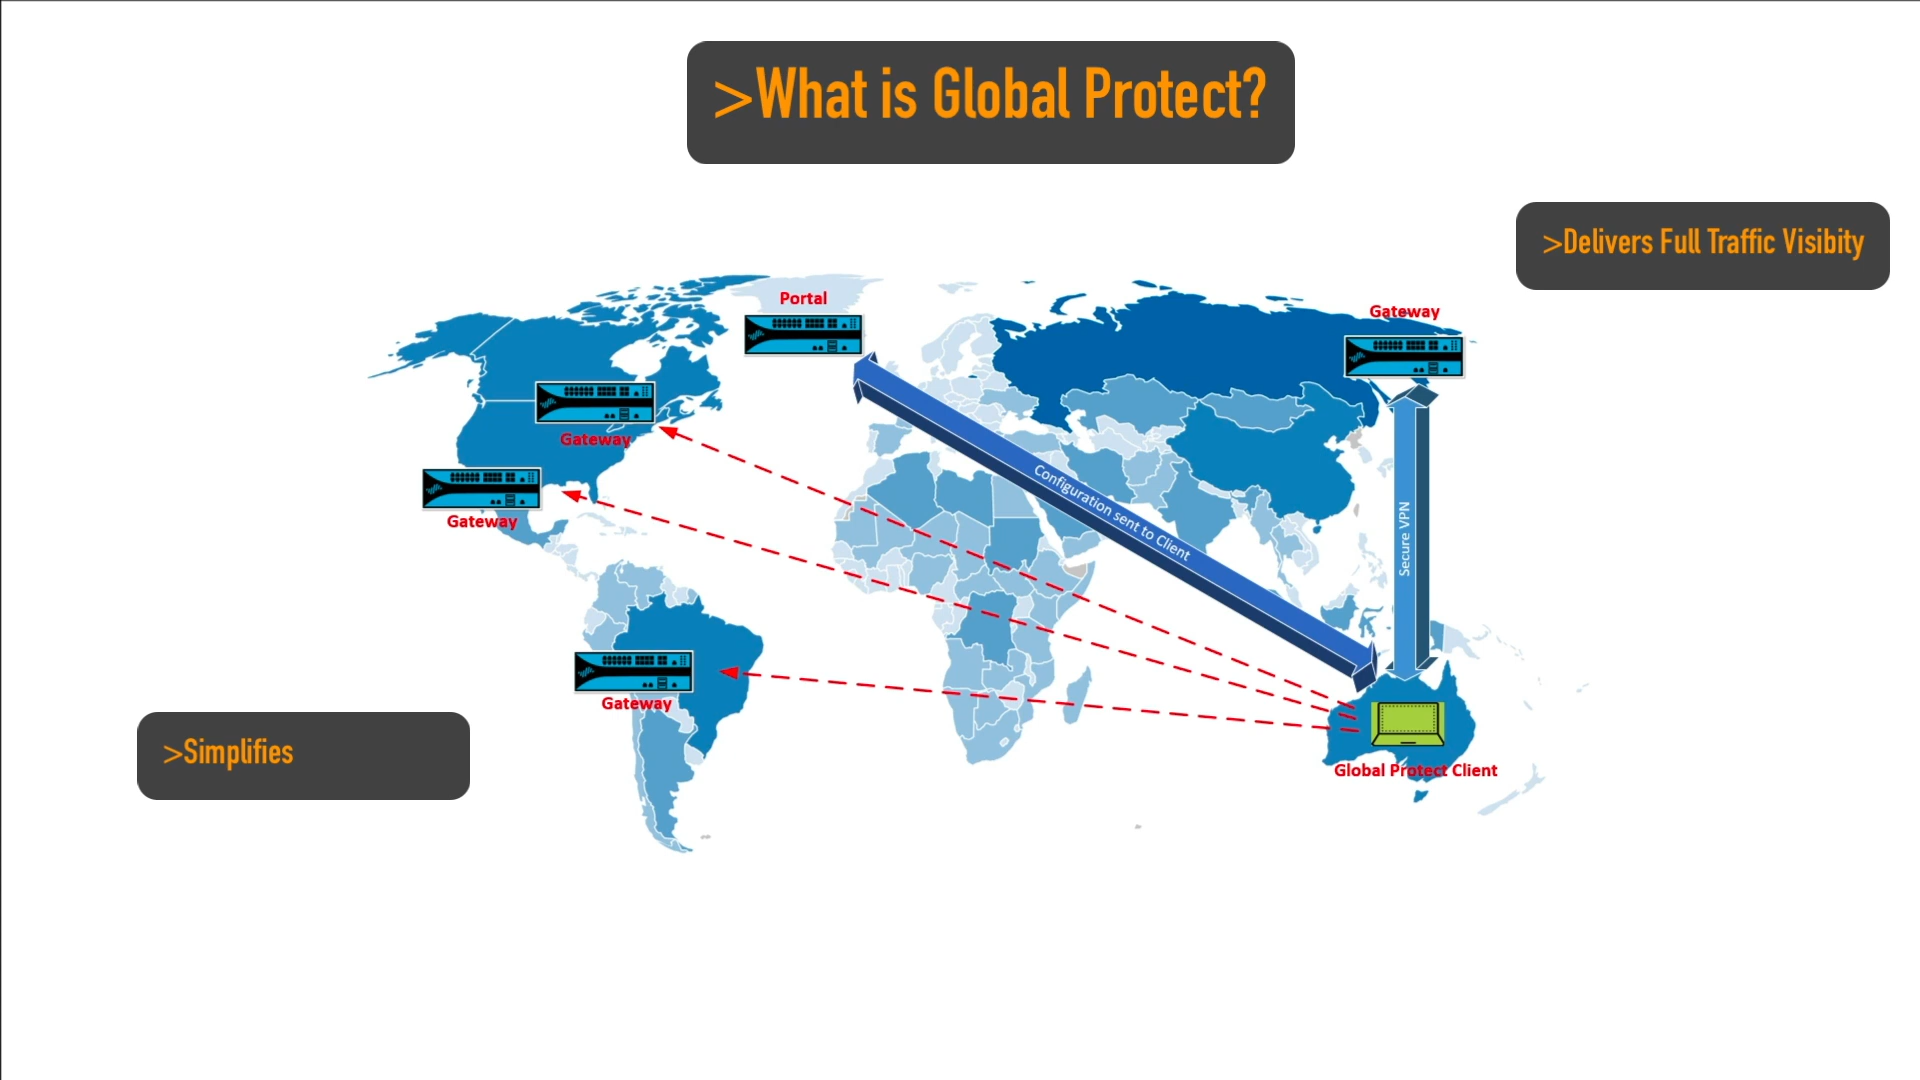 >What is Global Protect?
>Delivers Full Traffic Visibity
Portal
Gateway
Gateway
Configuration sent to Client
Gateway
Secure VPN
Gateway
>Simplifies
Global Protect Client